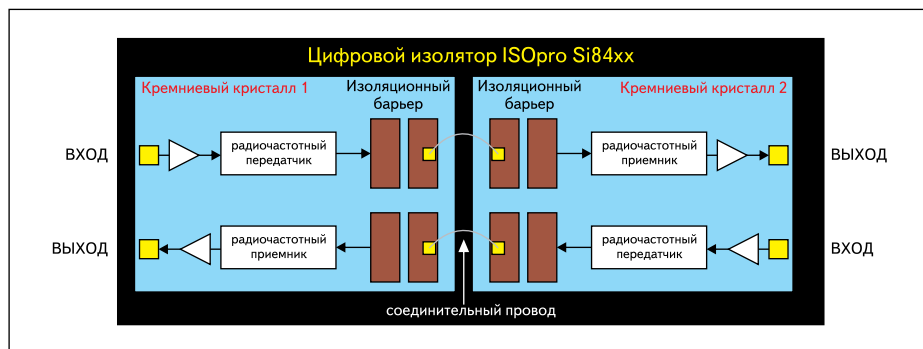 Цифровой изолятор ISOpro Si84xx
Кремниевый кристалл 1
Изоляционный
барьер
Изоляционный
барьер
Кремниевый кристалл 2
ВХОД
радиочастотный
передатчик
радиочастотный
приемник
ВЫХОД
ВЫХОД
радиочастотный
приемник
радиочастотный
передатчик
ВХОД
соединительный провод